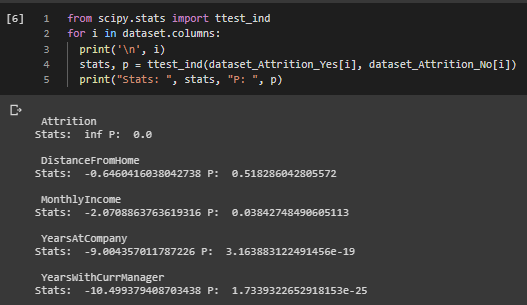 [6] 1 from scipy.stats import ttest_ind
2 for i in dataset.columns:
3   print('\n', i)
4   stats, p = ttest_ind(dataset_Attrition_Yes[i], dataset_Attrition_No[i])
5   print("Stats: ", stats, "P: ", p)
Attrition
Stats:  inf P:  0.0
DistanceFromHome
Stats:  -0.6460416038042738 P:  0.518286042805572
MonthlyIncome
Stats:  -2.0708863763619316 P:  0.03842748490605113
YearsAtCompany
Stats:  -9.004357011787226 P:  3.163883122491456e-19
YearsWithCurrManager
Stats:  -10.499379408703438 P:  1.7339322652918153e-25